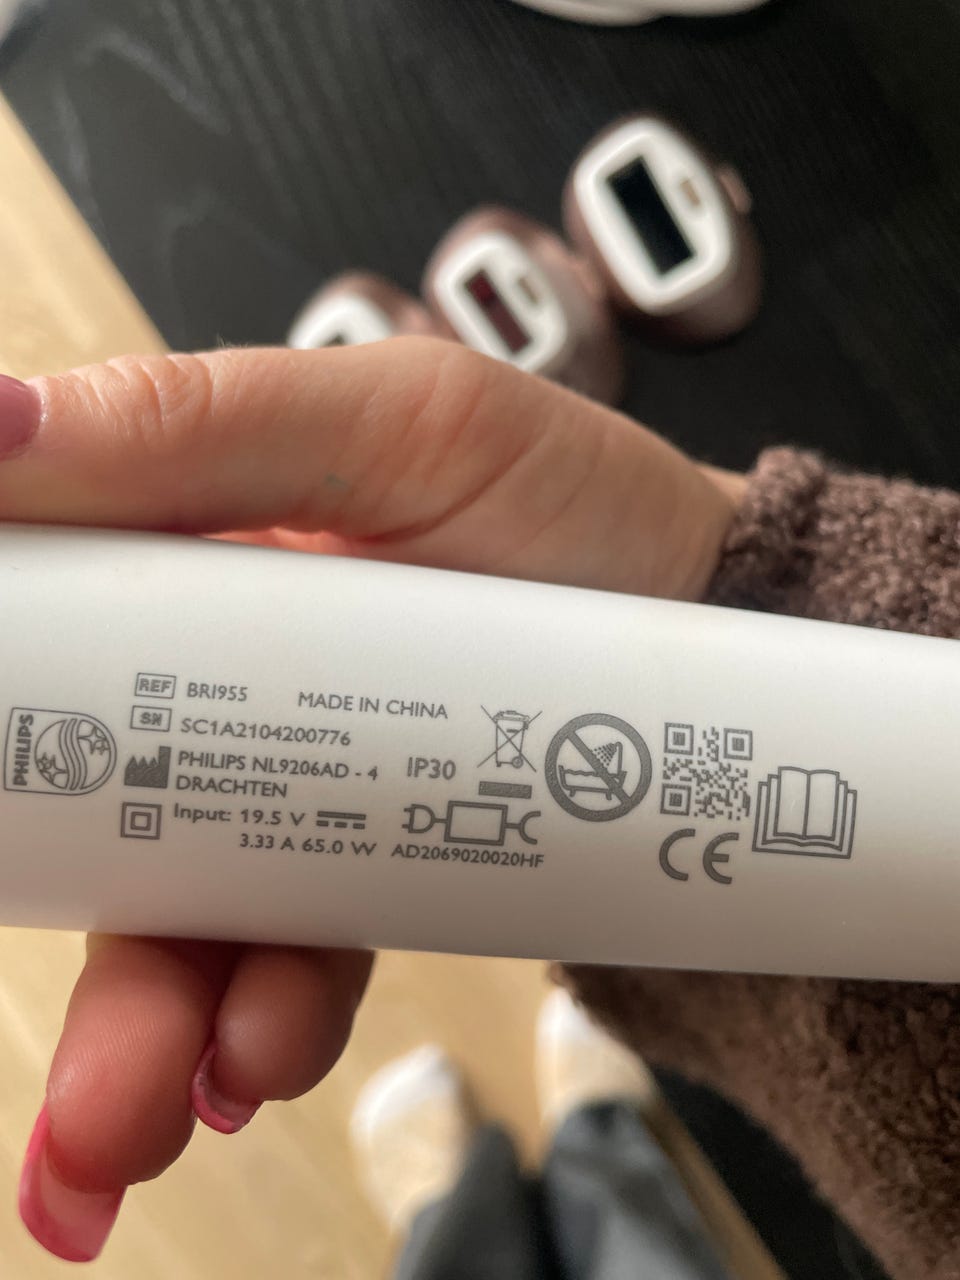 PHILIPS
REF BRI955 MADE IN CHINA
SN SC1A2104200776
PHILIPS NL9206AD - 4
DRACHTEN
IP30
Input: 19.5 V
3.33 A 65.0 W
AD2069020020HF
CE